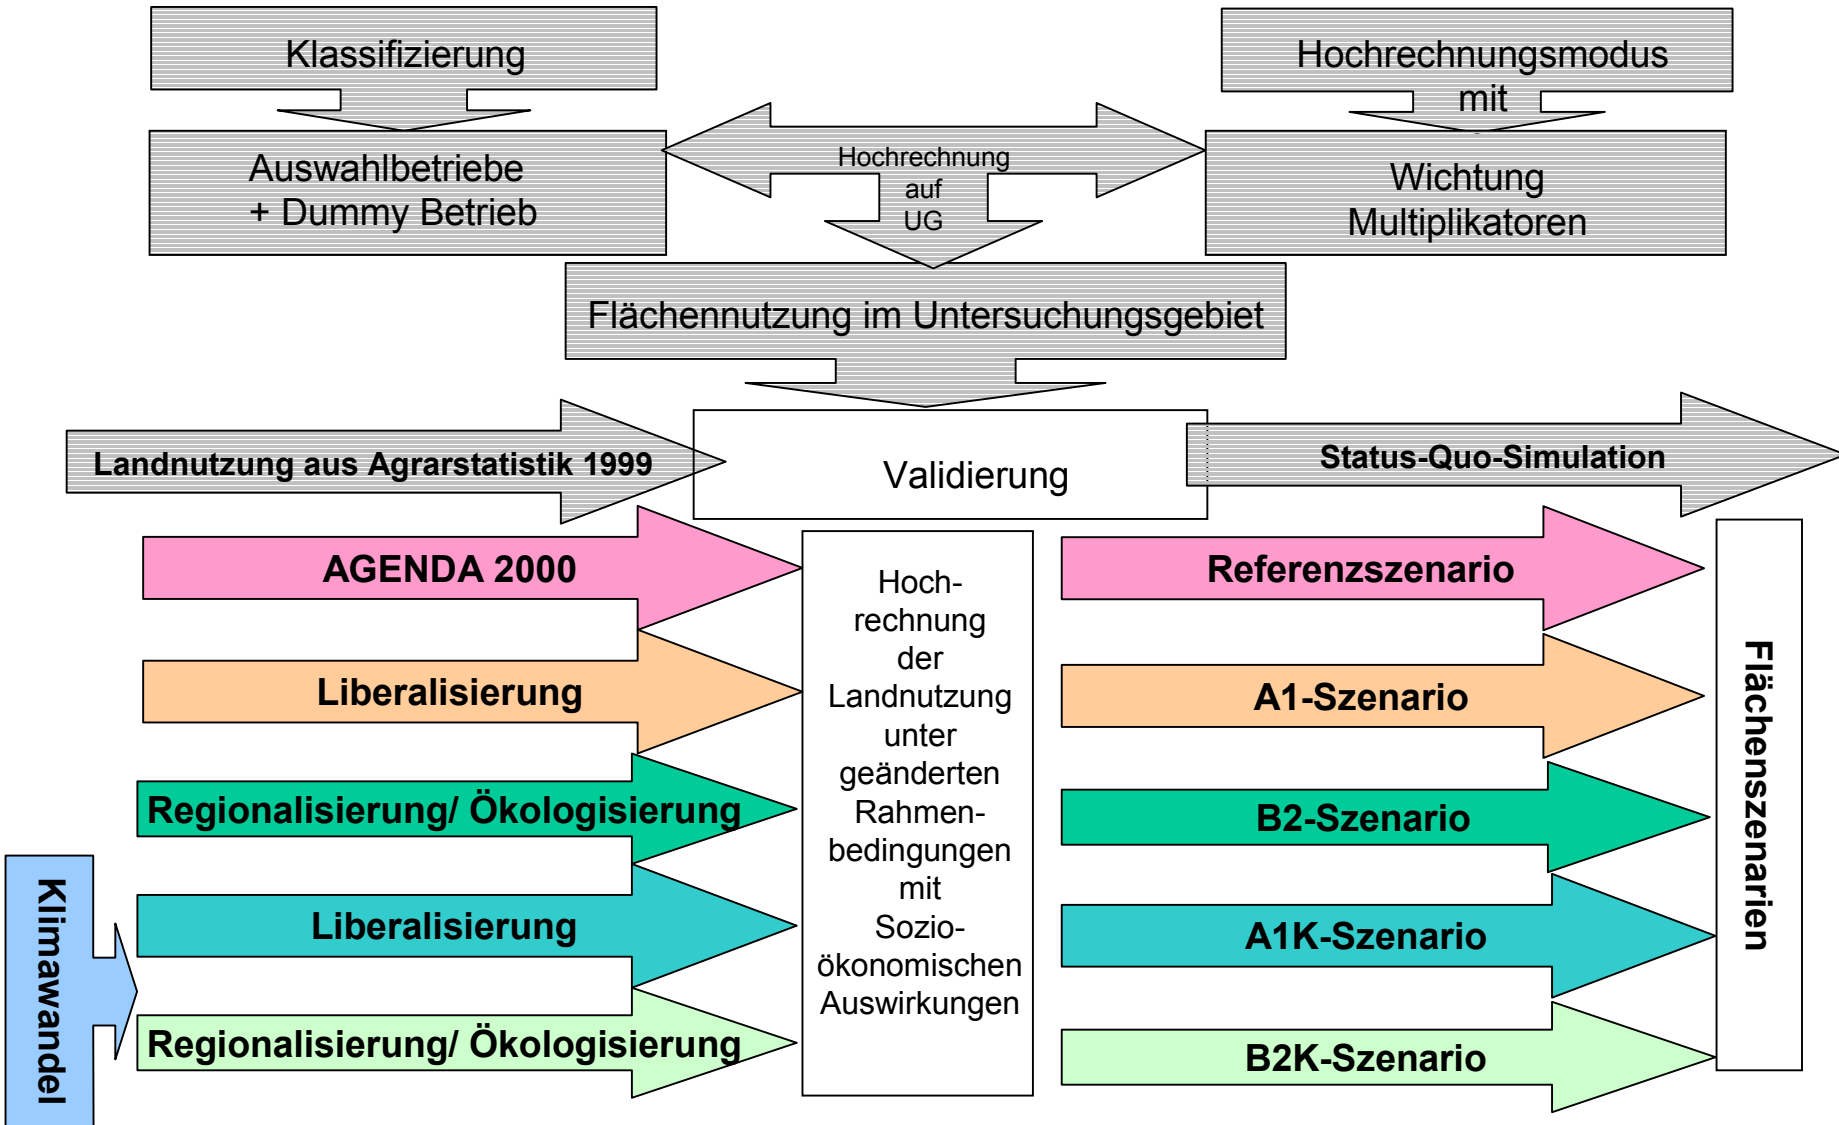 Klassifizierung
Hochrechnungsmodus
mit
Auswahlbetriebe
+ Dummy Betrieb
Hochrechnung
auf
UG
Wichtung
Multiplikatoren
Flächennutzung im Untersuchungsgebiet
Landnutzung aus Agrarstatistik 1999
Validierung
Status-Quo-Simulation
AGENDA 2000
Liberalisierung
Regionalisierung/ Ökologisierung
Klimawandel
Liberalisierung
Regionalisierung/ Ökologisierung
Hoch-
rechnung
der
Landnutzung
unter
geänderten
Rahmen-
bedingungen
mit
Sozio-
ökonomischen
Auswirkungen
Referenzszenario
A1-Szenario
B2-Szenario
A1K-Szenario
B2K-Szenario
Flächenszenarien